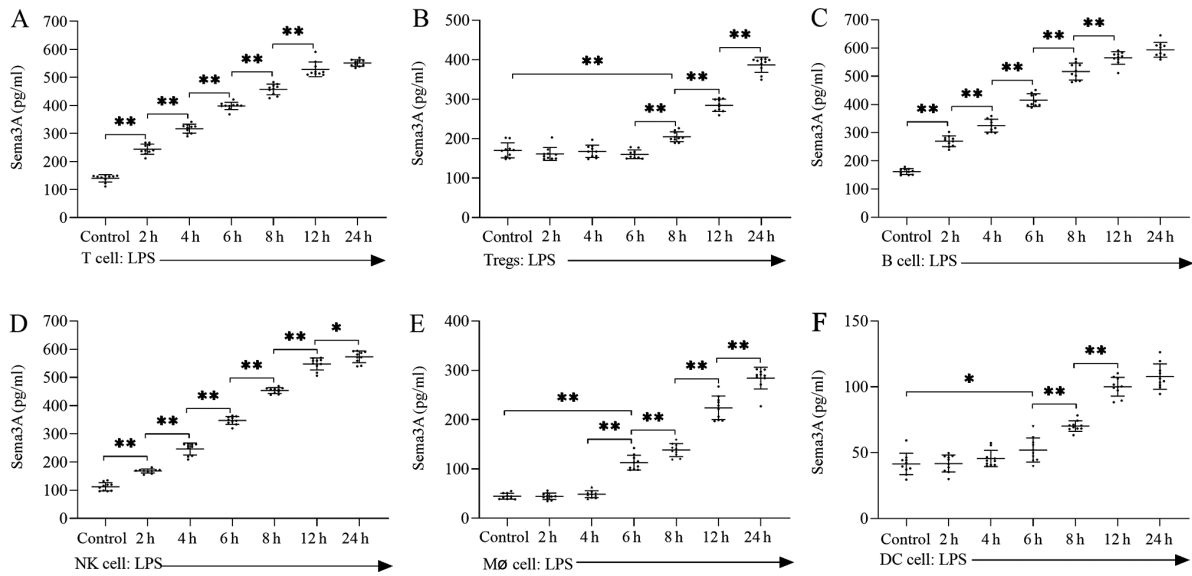 A
Sema3A (pg/ml)
700
600
500
400
300
200
100
0
** ** ** ** **
Control 2 h 4 h 6 h 8 h 12 h 24 h
T cell: LPS
B
Sema3A (pg/ml)
500
400
300
200
100
0
** ** ** **
Control 2 h 4 h 6 h 8 h 12 h 24 h
Tregs: LPS
C
Sema3A (pg/ml)
700
600
500
400
300
200
100
0
** ** ** ** **
Control 2 h 4 h 6 h 8 h 12 h 24 h
B cell: LPS
D
Sema3A (pg/ml)
700
600
500
400
300
200
100
0
** ** ** ** ** *
Control 2 h 4 h 6 h 8 h 12 h 24 h
NK cell: LPS
E
Sema3A (pg/ml)
400
300
200
100
0
** ** ** ** **
Control 2 h 4 h 6 h 8 h 12 h 24 h
Mø cell: LPS
F
Sema3A (pg/ml)
150
100
50
0
* ** **
Control 2 h 4 h 6 h 8 h 12 h 24 h
DC cell: LPS